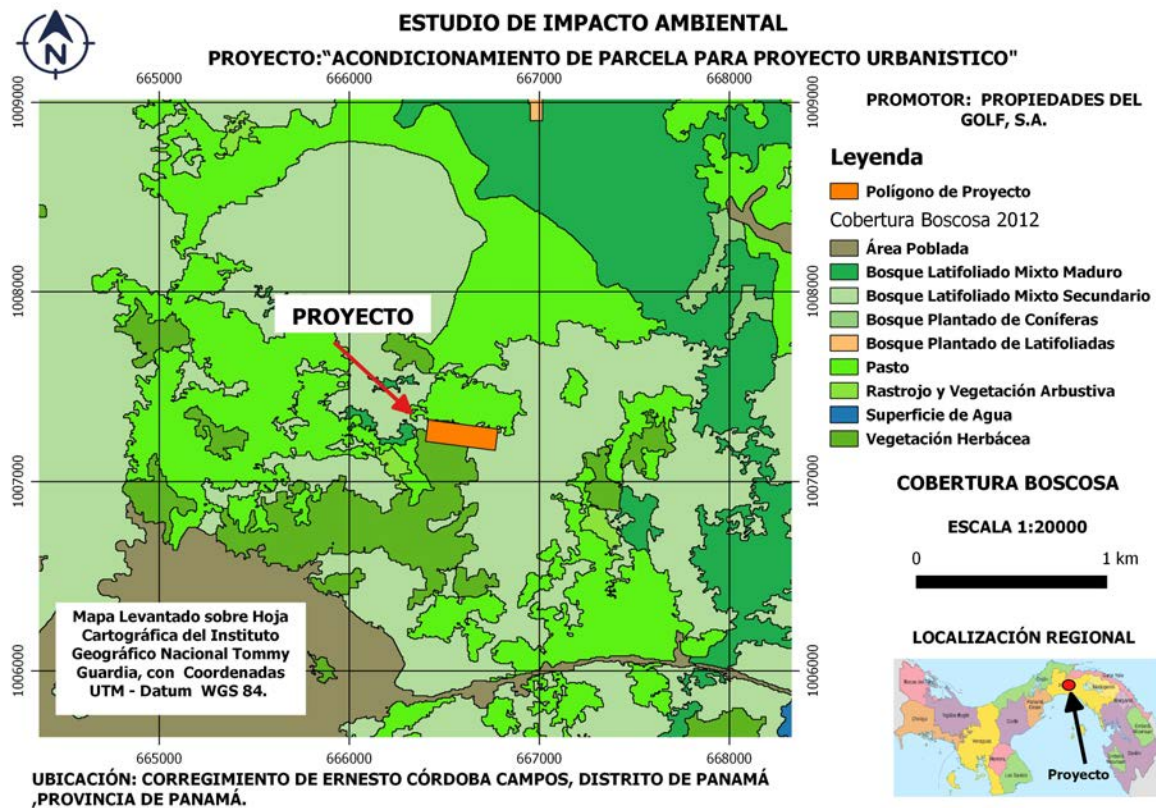 N
ESTUDIO DE IMPACTO AMBIENTAL
PROYECTO:“ACONDICIONAMIENTO DE PARCELA PARA PROYECTO URBANISTICO"
665000 666000 667000 668000
1009000
1008000
1007000
1006000
PROYECTO
Mapa Levantado sobre Hoja
Cartográfica del Instituto
Geográfico Nacional Tommy
Guardia, con Coordenadas
UTM - Datum WGS 84.
1009000
1008000
1007000
1006000
665000 666000 667000 668000
PROMOTOR: PROPIEDADES DEL
GOLF, S.A.
Leyenda
Polígono de Proyecto
Cobertura Boscosa 2012
Área Poblada
Bosque Latifoliado Mixto Maduro
Bosque Latifoliado Mixto Secundario
Bosque Plantado de Coníferas
Bosque Plantado de Latifoliadas
Pasto
Rastrojo y Vegetación Arbustiva
Superficie de Agua
Vegetación Herbácea
COBERTURA BOSCOSA
ESCALA 1:20000
0 1 km
LOCALIZACIÓN REGIONAL
Proyecto
UBICACIÓN: CORREGIMIENTO DE ERNESTO CÓRDOBA CAMPOS, DISTRITO DE PANAMÁ
,PROVINCIA DE PANAMÁ.